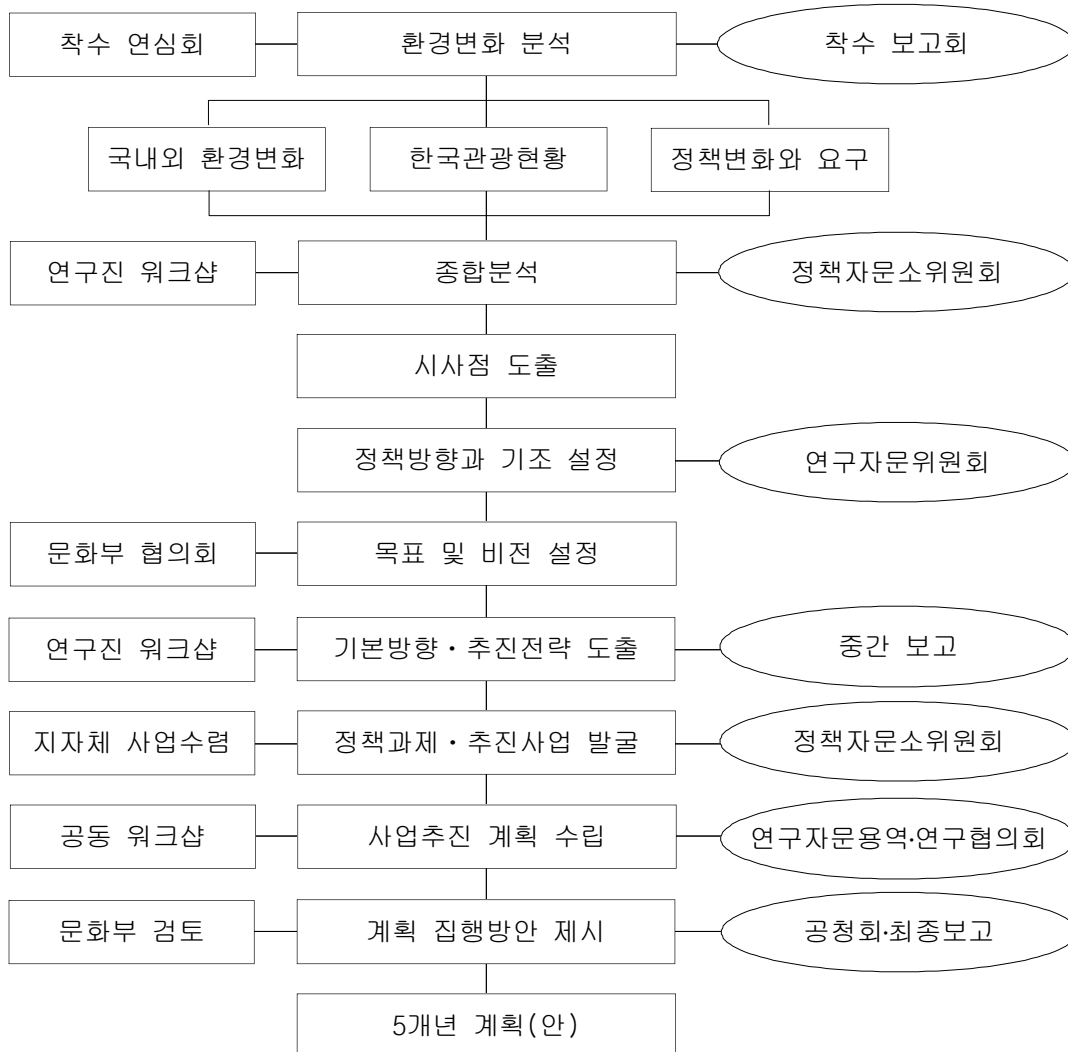 착수 연심회
환경변화 분석
착수 보고회
국내외 환경변화
한국관광현황
정책변화와 요구
연구진 워크샵
종합분석
정책자문소위원회
시사점 도출
정책방향과 기조 설정
연구자문위원회
문화부 협의회
목표 및 비전 설정
연구진 워크샵
기본방향・추진전략 도출
중간 보고
지자체 사업수렴
정책과제・추진사업 발굴
정책자문소위원회
공동 워크샵
사업추진 계획 수립
연구자문용역·연구협의회
문화부 검토
계획 집행방안 제시
공청회·최종보고
5개년 계획(안)